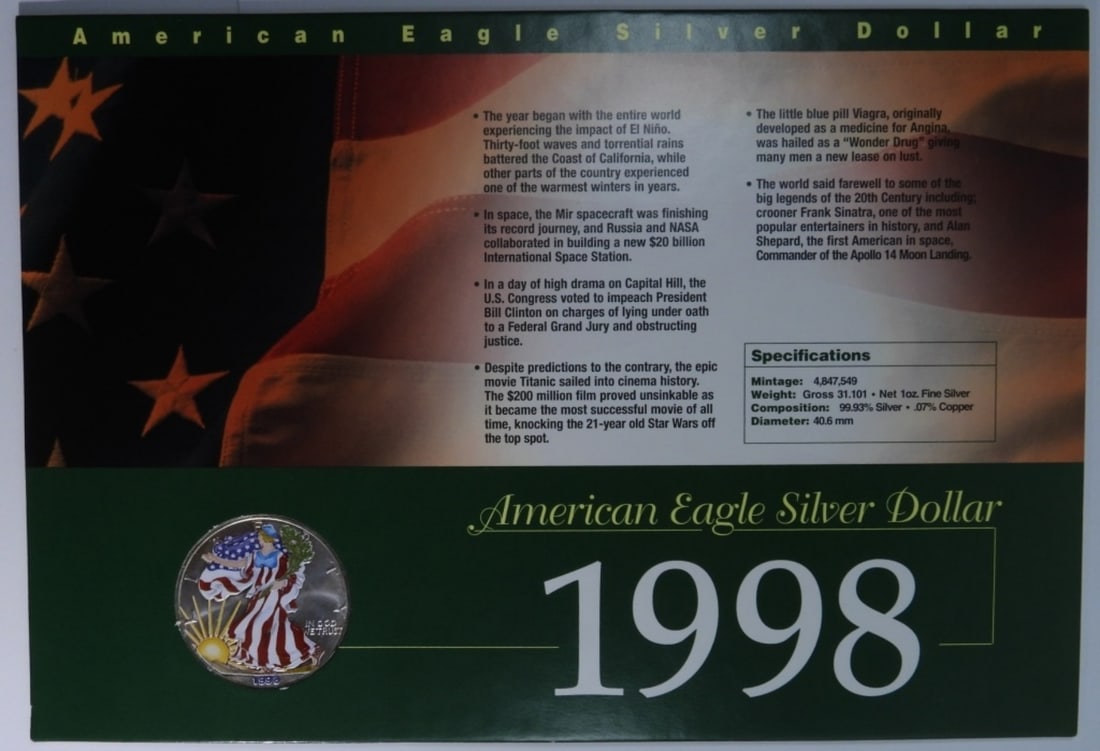 American Eagle Silver Dollar
• The year began with the entire world
experiencing the impact of El Niño.
Thirty-foot waves and torrential rains
battered the Coast of California, while
other parts of the country experienced
one of the warmest winters in years.
• In space, the Mir spacecraft was finishing
its record journey, and Russia and NASA
collaborated in building a new $20 billion
International Space Station.
• In a day of high drama on Capital Hill, the
U.S. Congress voted to impeach President
Bill Clinton on charges of lying under oath
to a Federal Grand Jury and obstructing
justice.
• Despite predictions to the contrary, the epic
movie Titanic sailed into cinema history.
The $200 million film proved unsinkable as
it became the most successful movie of all
time, knocking the 21-year old Star Wars off
the top spot.
• The little blue pill Viagra, originally
developed as a medicine for Angina,
was hailed as a “Wonder Drug” giving
many men a new lease on lust.
• The world said farewell to some of the
big legends of the 20th Century including;
crooner Frank Sinatra, one of the most
popular entertainers in history, and Alan
Shepard, the first American in space,
Commander of the Apollo 14 Moon Landing.
Specifications
Mintage: 4,847,549
Weight: Gross 31.101 • Net 1oz. Fine Silver
Composition: 99.93% Silver • .07% Copper
Diameter: 40.6 mm
American Eagle Silver Dollar
1998
IN GOD
WE TRUST
1998